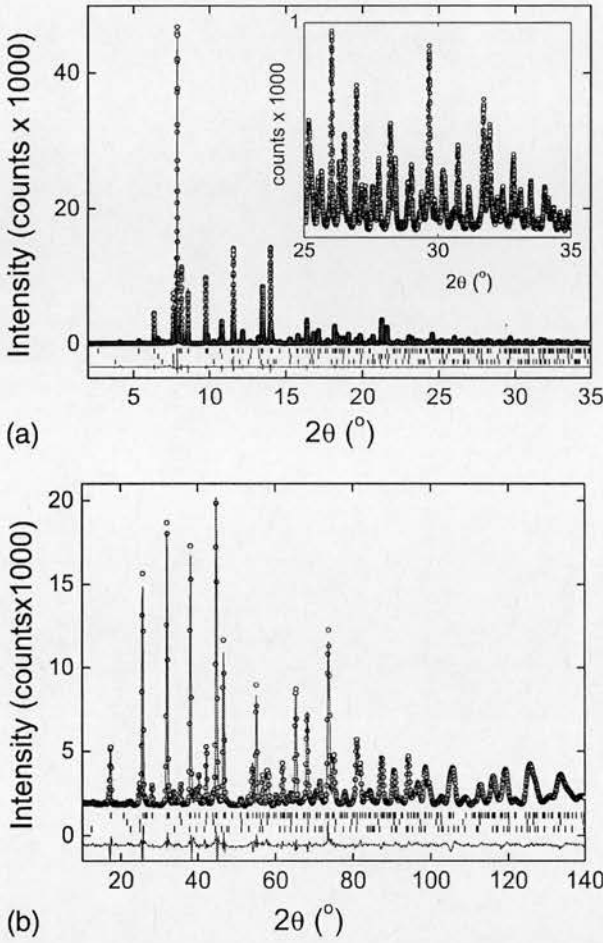 Intensity (counts x 1000)
40
20
0
1
counts x 1000
25 30 35
2θ (°)
5 10 15 20 25 30 35
(a)
2θ (°)
Intensity (countsx1000)
20
15
10
5
0
20 40 60 80 100 120 140
(b)
2θ (°)